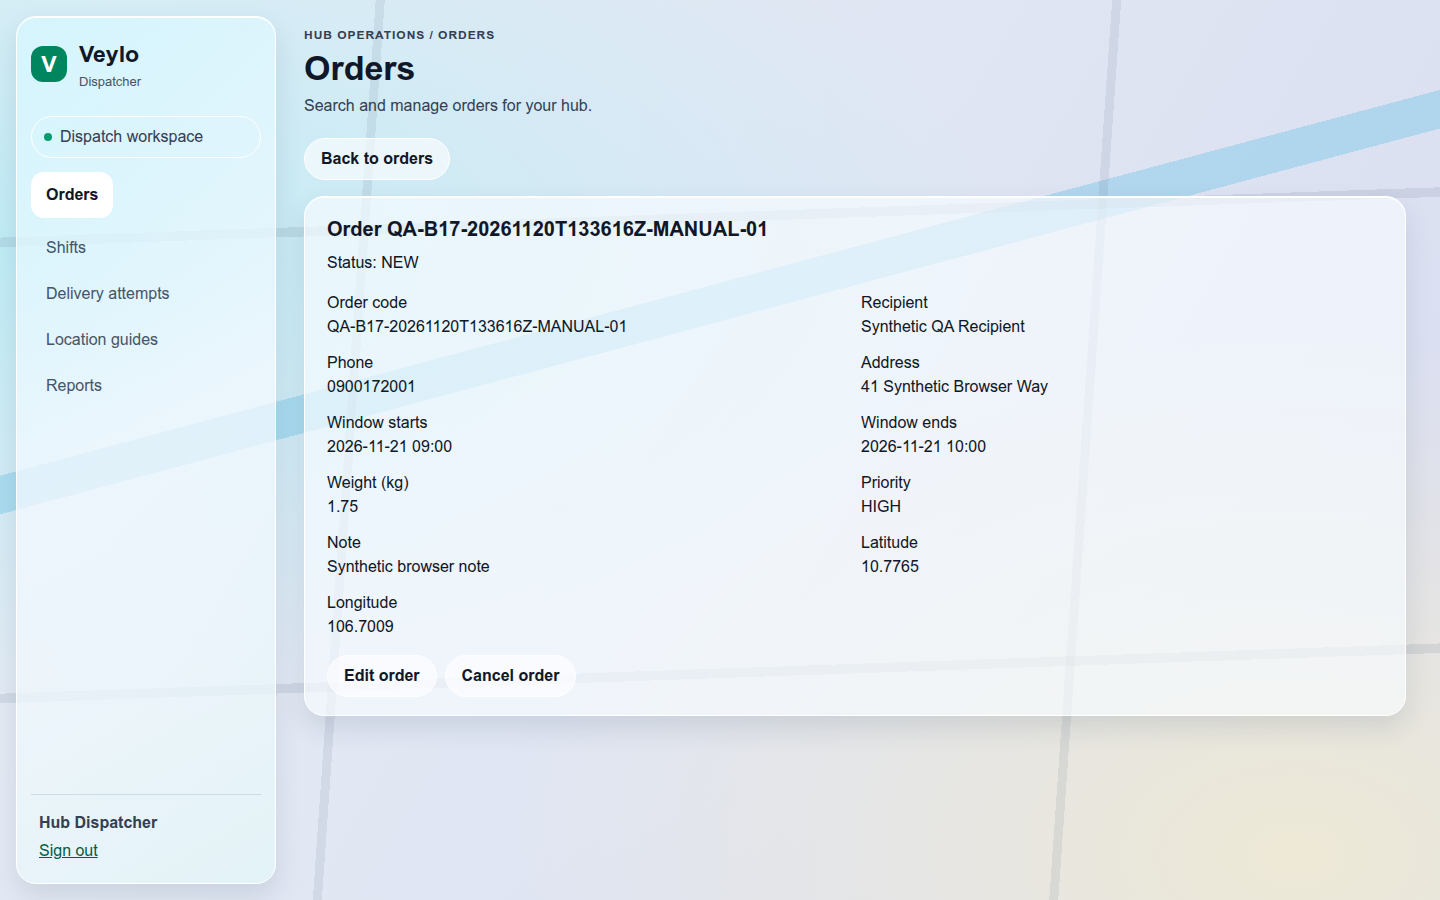 V
Veylo
Dispatcher
Dispatch workspace
Orders
Shifts
Delivery attempts
Location guides
Reports
Hub Dispatcher
Sign out
HUB OPERATIONS / ORDERS
Orders
Search and manage orders for your hub.
Back to orders
Order QA-B17-20261120T133616Z-MANUAL-01
Status: NEW
Order code
QA-B17-20261120T133616Z-MANUAL-01
Recipient
Synthetic QA Recipient
Phone
0900172001
Address
41 Synthetic Browser Way
Window starts
2026-11-21 09:00
Window ends
2026-11-21 10:00
Weight (kg)
1.75
Priority
HIGH
Note
Synthetic browser note
Latitude
10.7765
Longitude
106.7009
Edit order
Cancel order